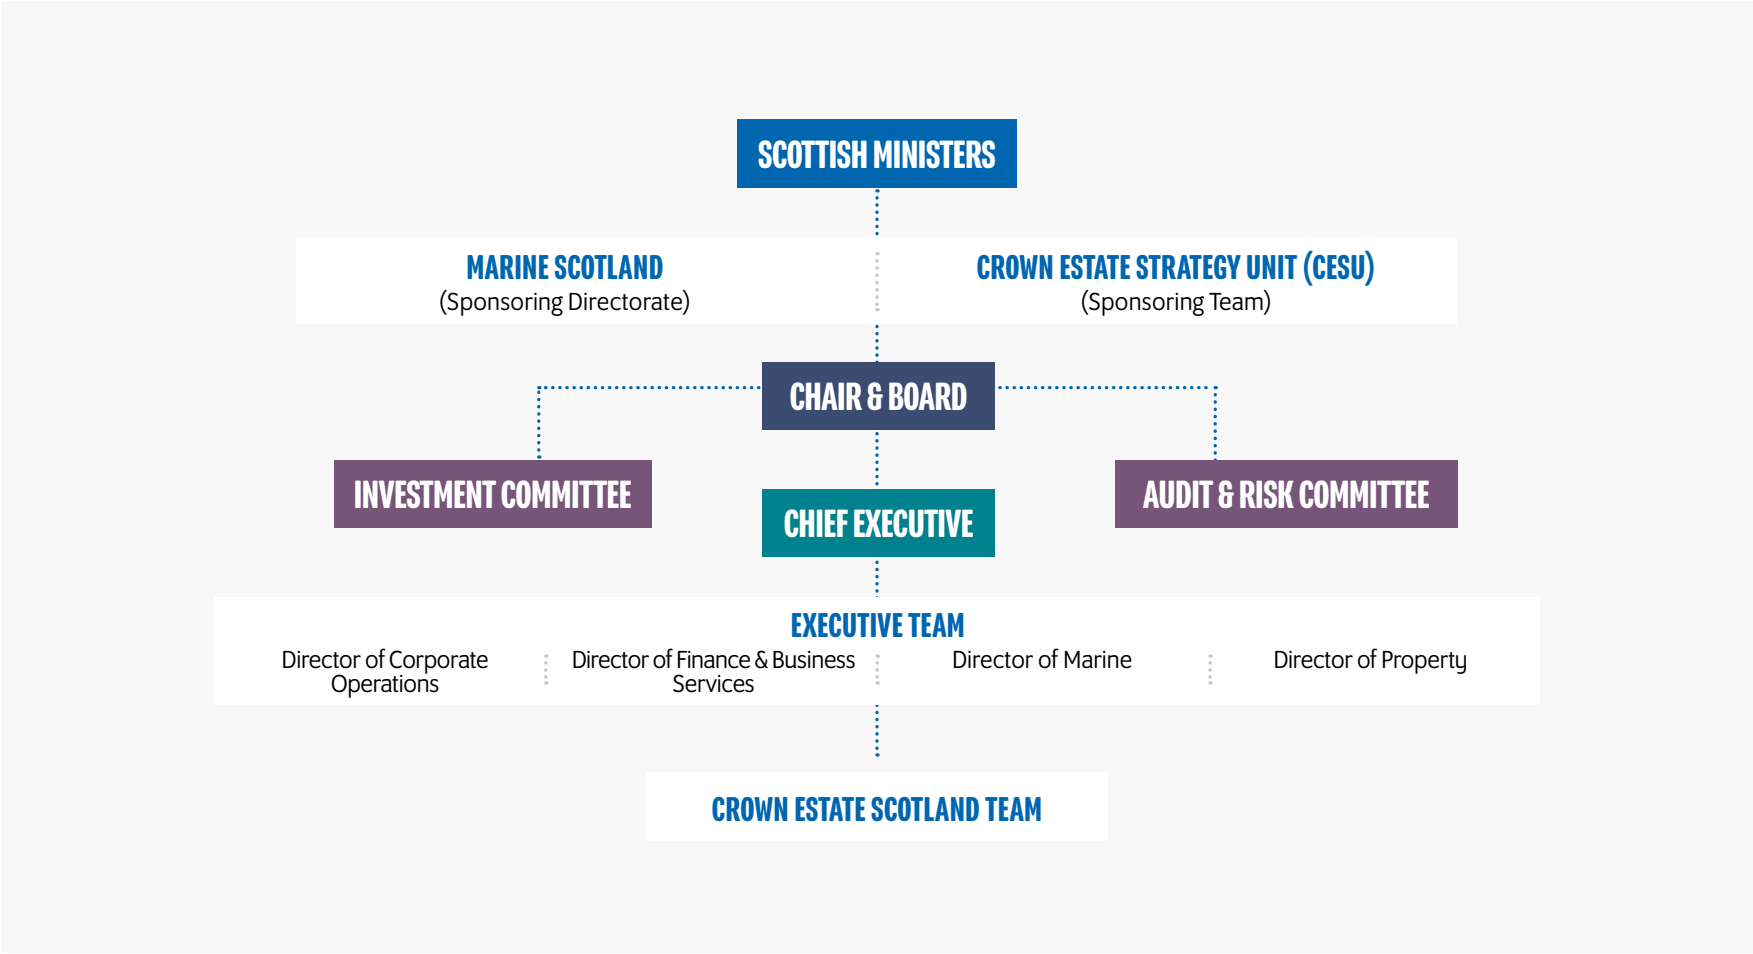 SCOTTISH MINISTERS
MARINE SCOTLAND
(Sponsoring Directorate)
CROWN ESTATE STRATEGY UNIT (CESU)
(Sponsoring Team)
CHAIR & BOARD
INVESTMENT COMMITTEE
AUDIT & RISK COMMITTEE
CHIEF EXECUTIVE
EXECUTIVE TEAM
Director of Corporate
Operations
Director of Finance & Business
Services
Director of Marine
Director of Property
CROWN ESTATE SCOTLAND TEAM